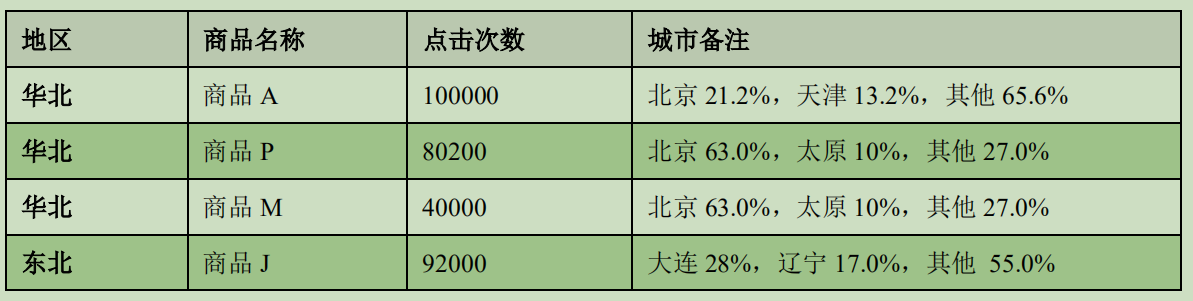 地区 商品名称 点击次数 城市备注
华北 商品 A 100000 北京 21.2%，天津 13.2%，其他 65.6%
华北 商品 P 80200 北京 63.0%，太原 10%，其他 27.0%
华北 商品 M 40000 北京 63.0%，太原 10%，其他 27.0%
东北 商品 J 92000 大连 28%，辽宁 17.0%，其他 55.0%